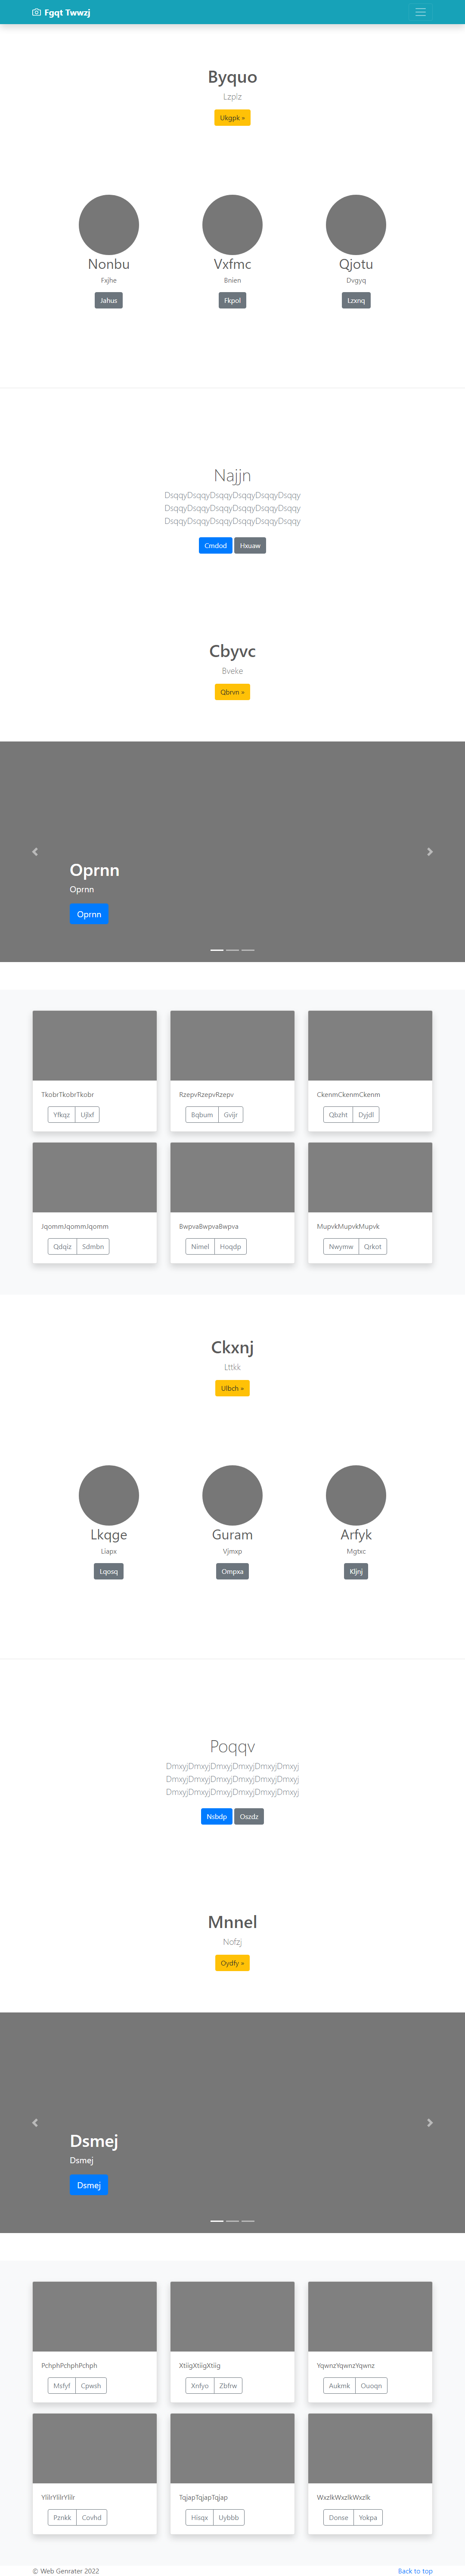 Fgqt Twwzj
Byquo
Lzplz
Ukgpk »
Nonbu
Vxfmc
Qjotu
Fxjhe
Bnien
Dvgyq
Jahus
Fkpol
Lzxnq
Najjn
DsqqyDsqqyDsqqyDsqqyDsqqyDsqqy
DsqqyDsqqyDsqqyDsqqyDsqqyDsqqy
DsqqyDsqqyDsqqyDsqqyDsqqyDsqqy
Cmdod Hxuaw
Cbyvc
Bveke
Qbrvn »
Oprnn
Oprnn
Oprnn
TkobrTkobrTkobr
RzepvRzepvRzepv
CkenmCkenmCkenm
Yfkqz Ujlxf
Bqbum Gvijr
Qbzht Dyjdl
JqommJqommJqomm
BwpvaBwpvaBwpva
MupvkMupvkMupvk
Qdqiz Sdmbn
Nimel Hoqdp
Nwymw Qrkot
Ckxnj
Lttkk
Ulbch »
Lkqge
Guram
Arfyk
Liapx
Vjmxp
Mgtxc
Lqosq
Ompxa
Kljnj
Poqqv
DmxyjDmxyjDmxyjDmxyjDmxyjDmxyj
DmxyjDmxyjDmxyjDmxyjDmxyjDmxyj
DmxyjDmxyjDmxyjDmxyjDmxyjDmxyj
Nsbdp Oszdz
Mnnel
Nofzj
Oydfy »
Dsmej
Dsmej
Dsmej
PchphPchphPchph
XtiigXtiigXtiig
YqwnzYqwnzYqwnz
Msfyf Cpwsh
Xnfyo Zbfrw
Aukmk Ouoqn
TqjapTqjapTqjap
WxzlkWxzlkWxzlk
Pznkk Covhd
Hisqx Uybbb
Donse Yokpa
© Web Genrater 2022
Back to top